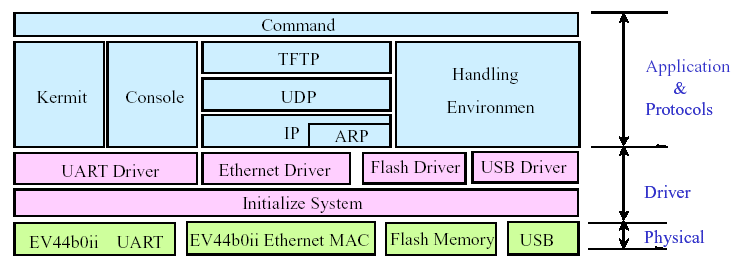 Command
Kermit
Console
TFTP
UDP
IP
ARP
Handling
Environmen
Application
&
Protocols
UART Driver
Ethernet Driver
Flash Driver
USB Driver
Initialize System
Driver
EV44b0ii UART
EV44b0ii Ethernet MAC
Flash Memory
USB
Physical